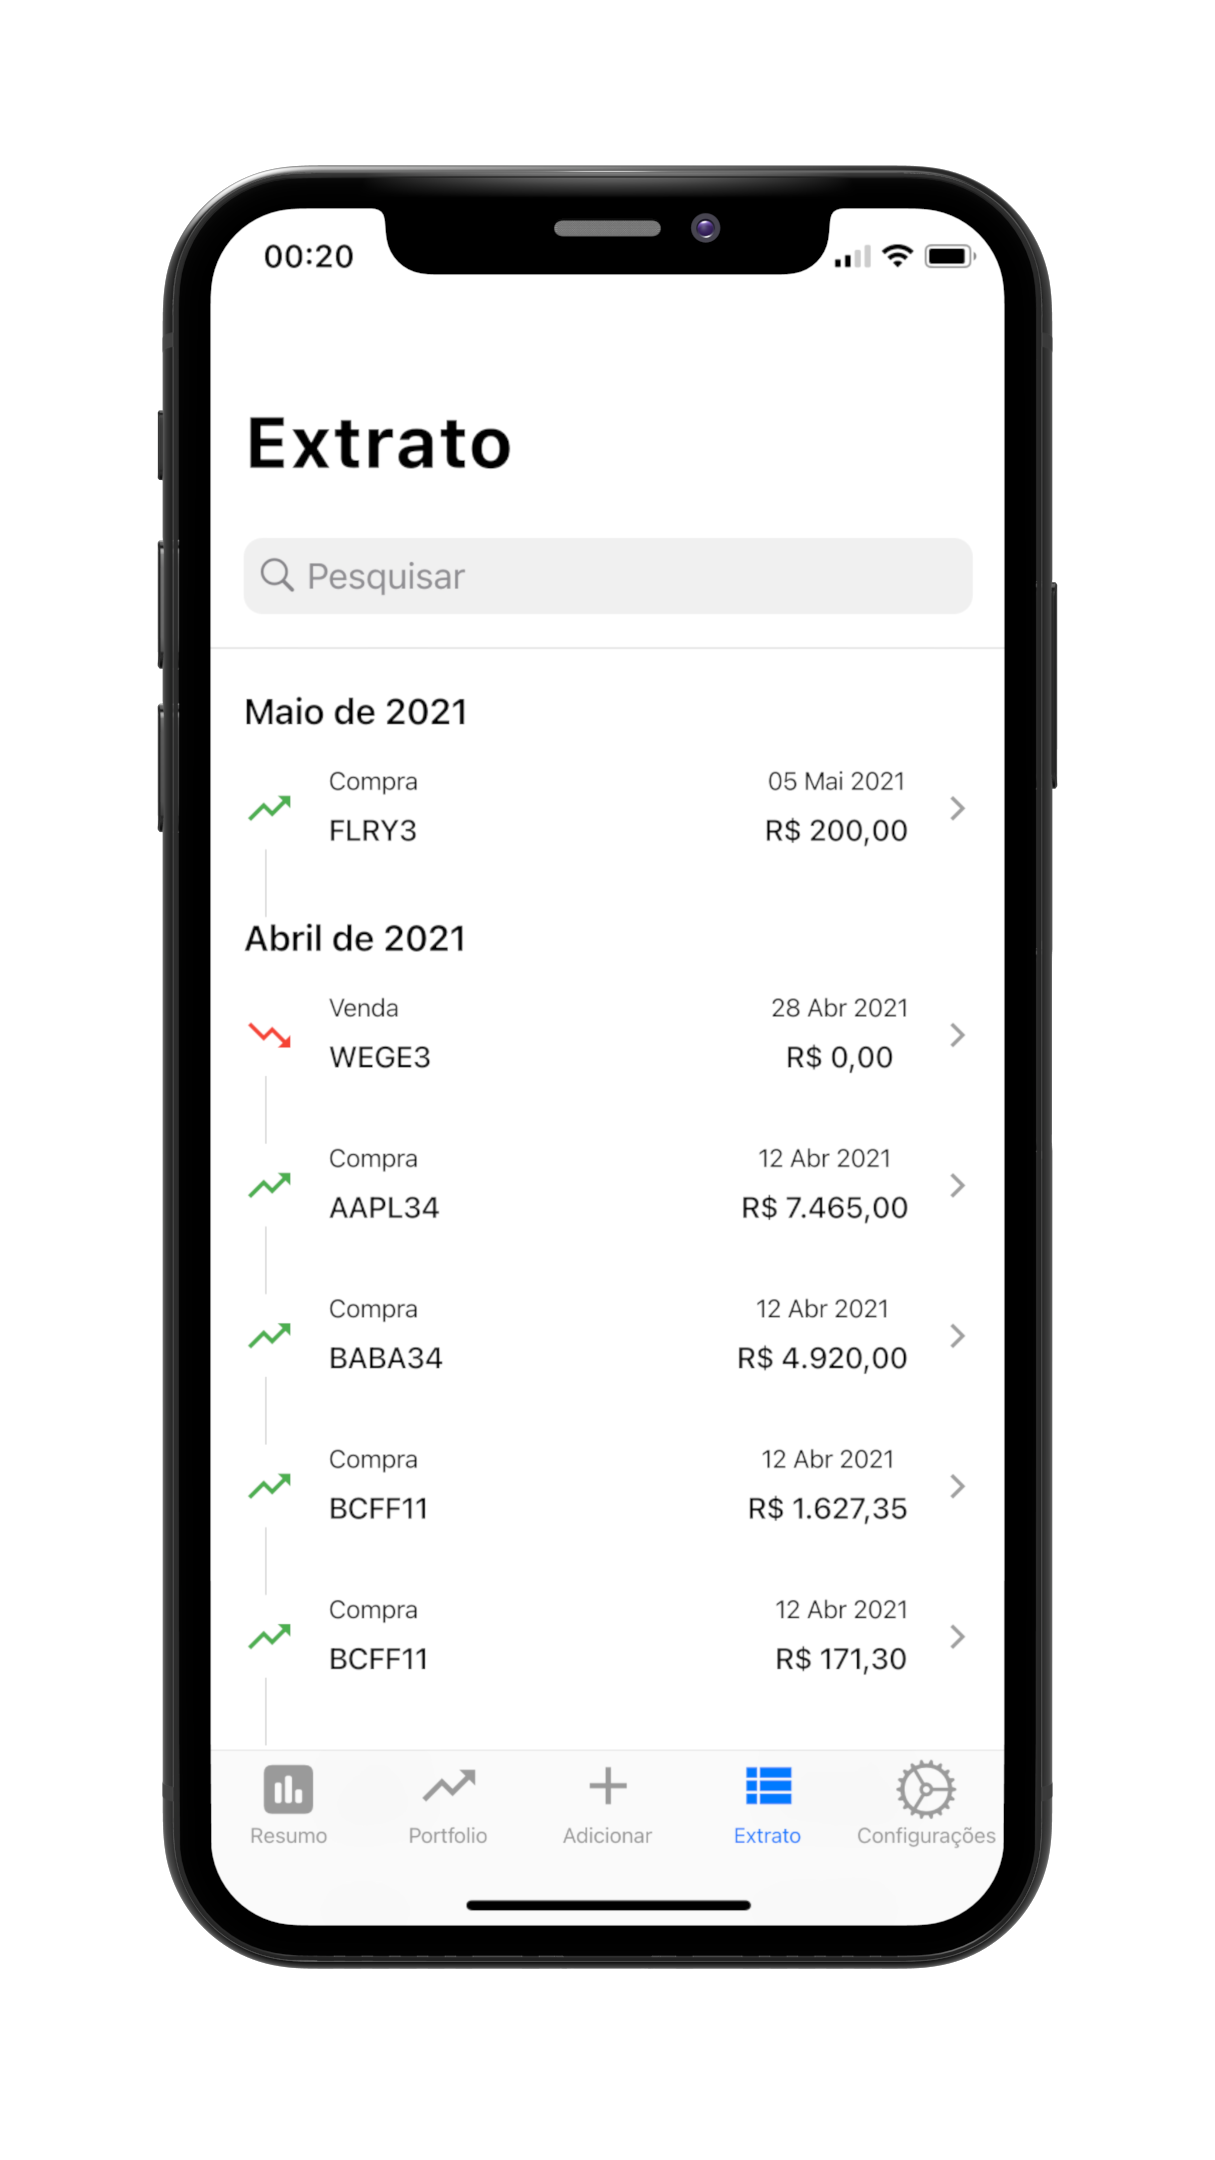 00:20
Extrato
Pesquisar
Maio de 2021
Compra 05 Mai 2021
FLRY3 R$ 200,00
Abril de 2021
Venda 28 Abr 2021
WEGE3 R$ 0,00
Compra 12 Abr 2021
AAPL34 R$ 7.465,00
Compra 12 Abr 2021
BABA34 R$ 4.920,00
Compra 12 Abr 2021
BCFF11 R$ 1.627,35
Compra 12 Abr 2021
BCFF11 R$ 171,30
Resumo Portfolio Adicionar Extrato Configurações